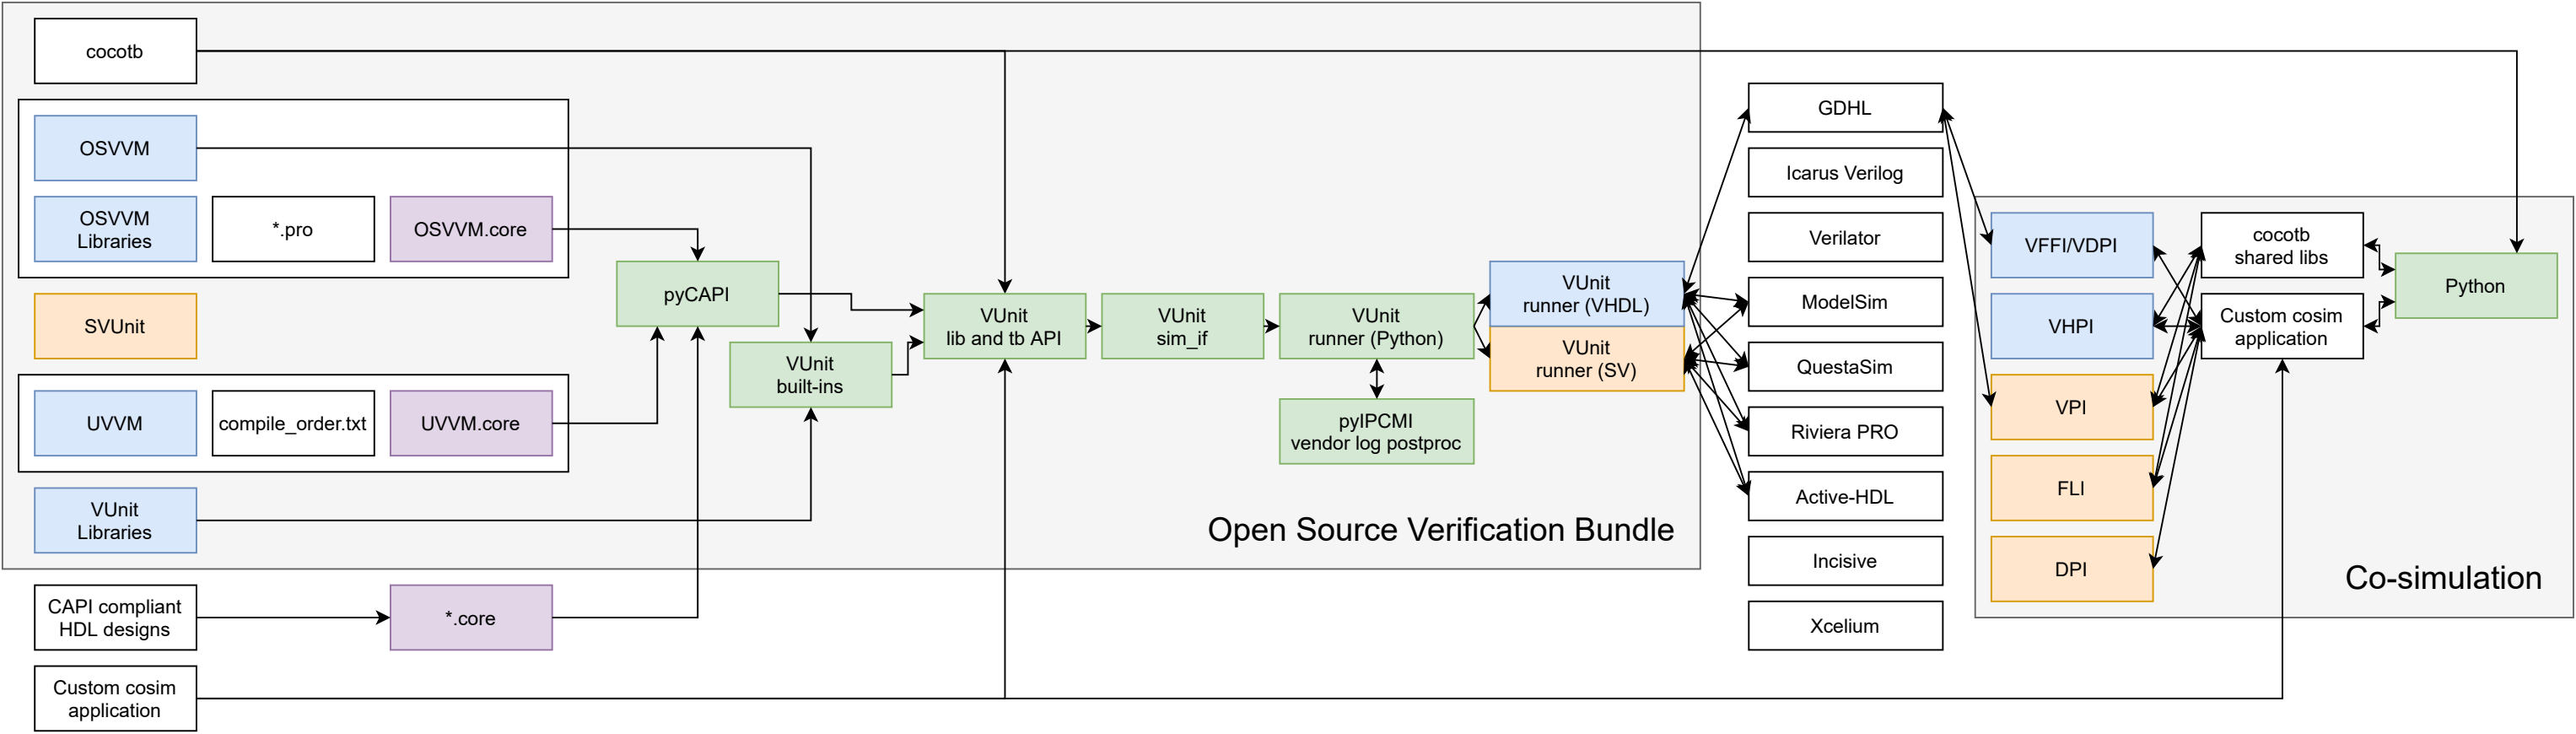 cocotb
OSVVM
OSVVM
Libraries
*.pro
OSVVM.core
SVUnit
UVVM
compile_order.txt
UVVM.core
VUnit
Libraries
CAPI compliant
HDL designs
*.core
Custom cosim
application
pyCAPI
VUnit
built-ins
VUnit
lib and tb API
VUnit
sim_if
VUnit
runner (Python)
pyIPCMI
vendor log postproc
VUnit
runner (VHDL)
VUnit
runner (SV)
Open Source Verification Bundle
GDHL
Icarus Verilog
Verilator
ModelSim
QuestaSim
Riviera PRO
Active-HDL
Incisive
Xcelium
VFFI/VDPI
VHPI
VPI
FLI
DPI
cocotb
shared libs
Custom cosim
application
Python
Co-simulation